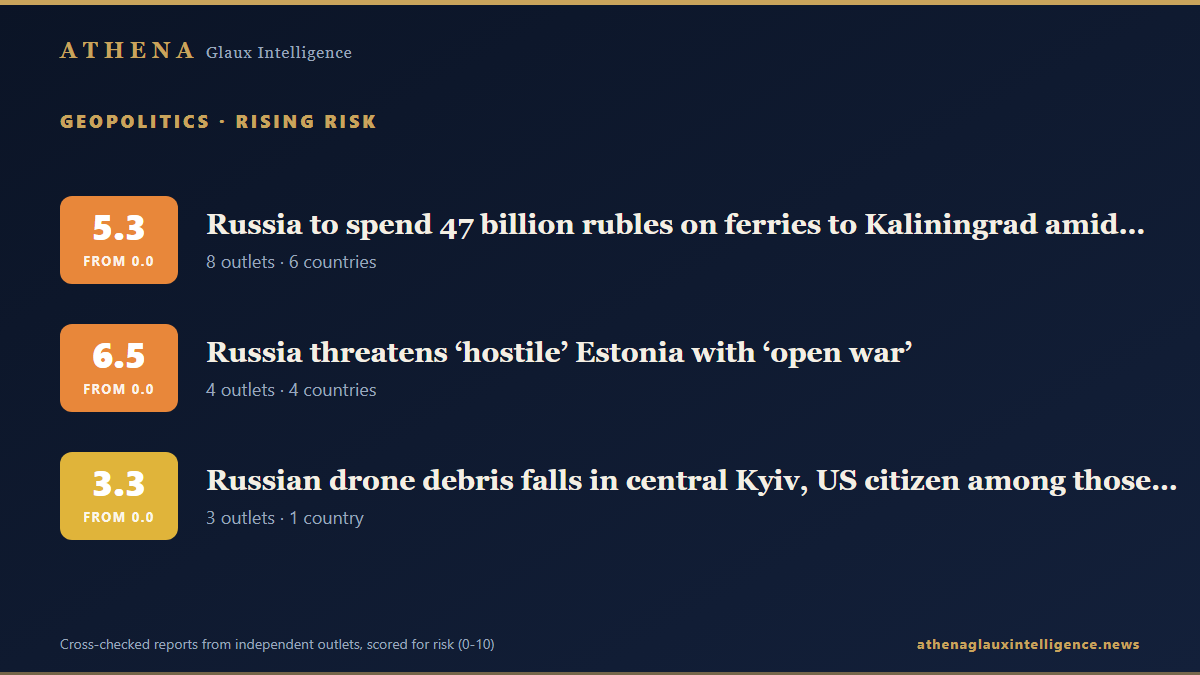 ATHENA Glaux Intelligence
GEOPOLITICS · RISING RISK
5.3
FROM 0.0
Russia to spend 47 billion rubles on ferries to Kaliningrad amid...
8 outlets · 6 countries
6.5
FROM 0.0
Russia threatens ‘hostile’ Estonia with ‘open war’
4 outlets · 4 countries
3.3
FROM 0.0
Russian drone debris falls in central Kyiv, US citizen among those...
3 outlets · 1 country
Cross-checked reports from independent outlets, scored for risk (0-10)
athenaglauxintelligence.news